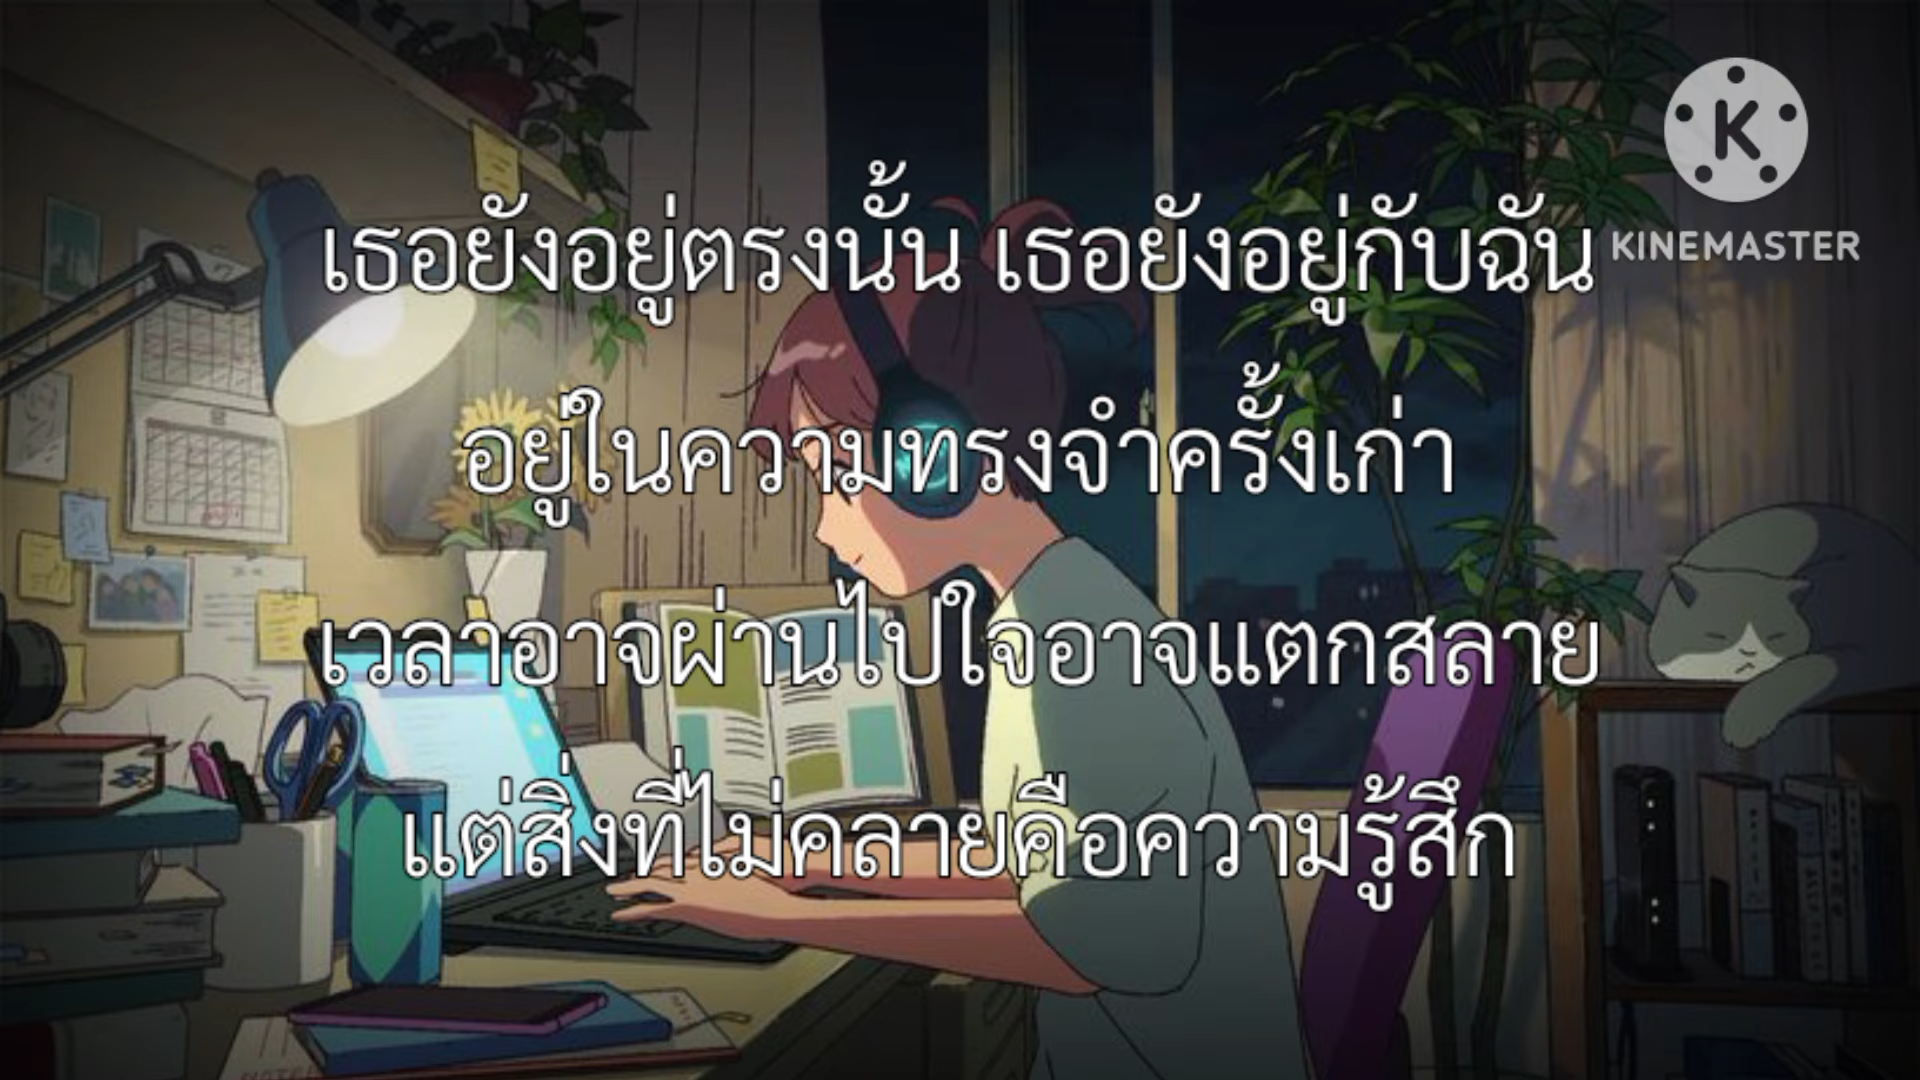 เธอยังอยู่ตรงนั้น เธอยังอยู่กับฉัน
KINEMASTER
อยู่ในความทรงจำครั้งเก่า
เวลาอาจผ่านไปใจอาจแตกสลาย
แต่สิ่งที่ไม่คลายคือความรู้สึก